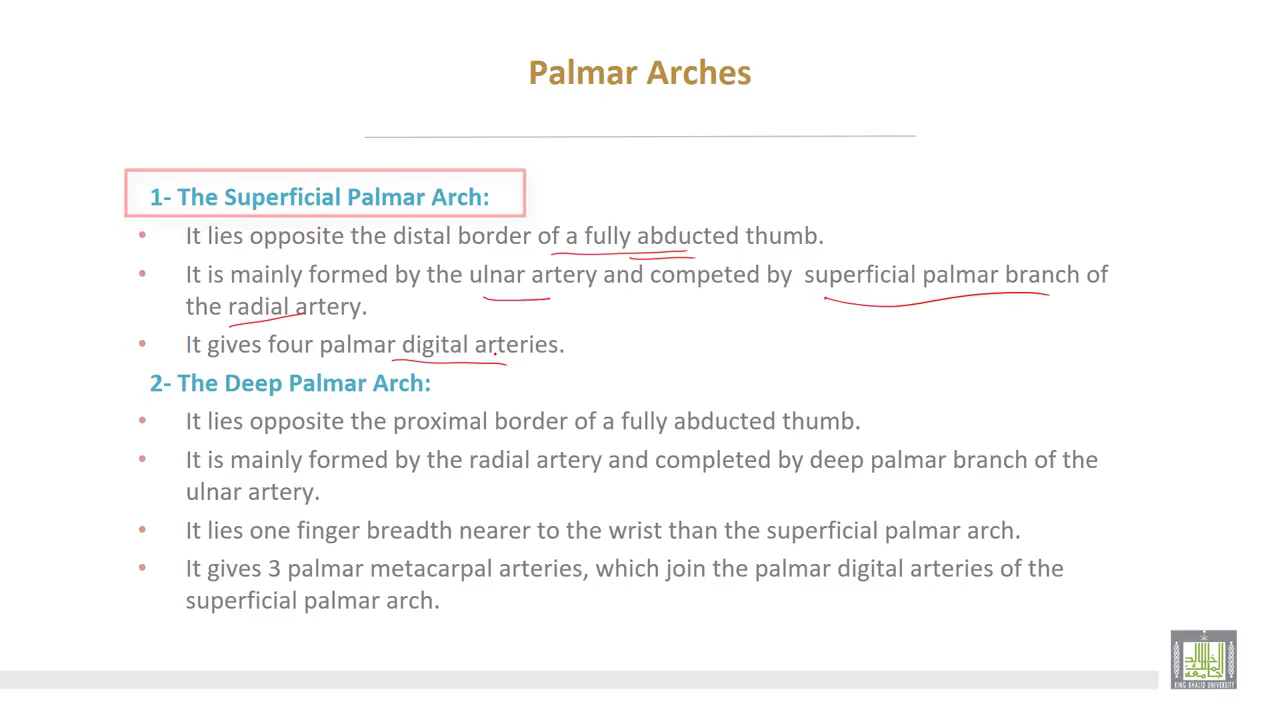 Palmar Arches
1- The Superficial Palmar Arch:
• It lies opposite the distal border of a fully abducted thumb.
• It is mainly formed by the ulnar artery and competed by superficial palmar branch of
the radial artery.
• It gives four palmar digital arteries.
2- The Deep Palmar Arch:
• It lies opposite the proximal border of a fully abducted thumb.
• It is mainly formed by the radial artery and completed by deep palmar branch of the
ulnar artery.
• It lies one finger breadth nearer to the wrist than the superficial palmar arch.
• It gives 3 palmar metacarpal arteries, which join the palmar digital arteries of the
superficial palmar arch.
KING KHALID UNIVERSITY